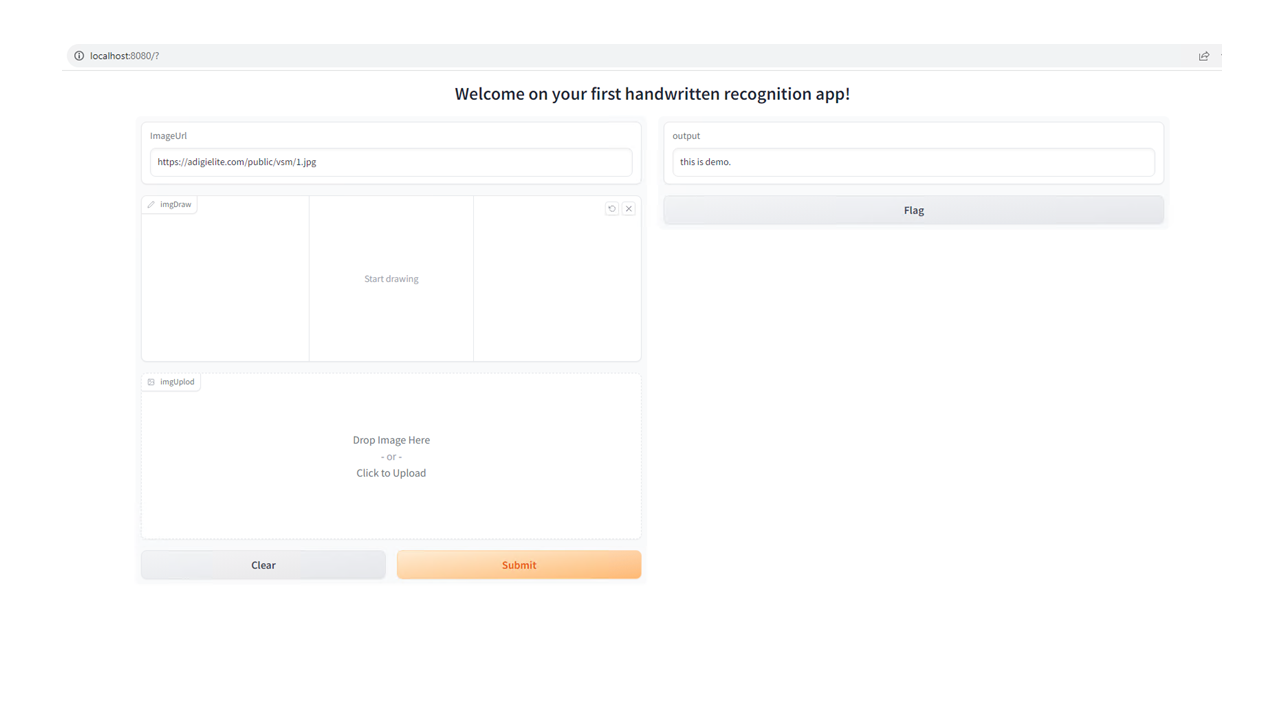 localhost:8080/?
Welcome on your first handwritten recognition app!
ImageUrl
https://adigielite.com/public/vsm/1.jpg
imgDraw
Start drawing
imgUplod
Drop Image Here
- or -
Click to Upload
Clear
Submit
output
this is demo.
Flag